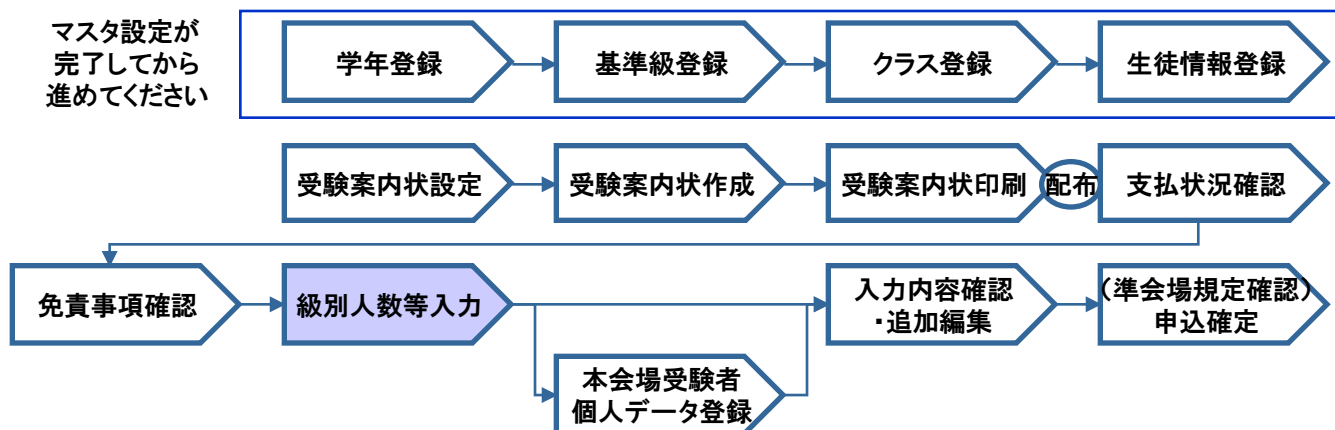 マスタ設定が
完了してから
進めてください
学年登録
基準級登録
クラス登録
生徒情報登録
受験案内状設定
受験案内状作成
受験案内状印刷
配布
支払状況確認
免責事項確認
級別人数等入力
入力内容確認
・追加編集
（準会場規定確認）
申込確定
本会場受験者
個人データ登録